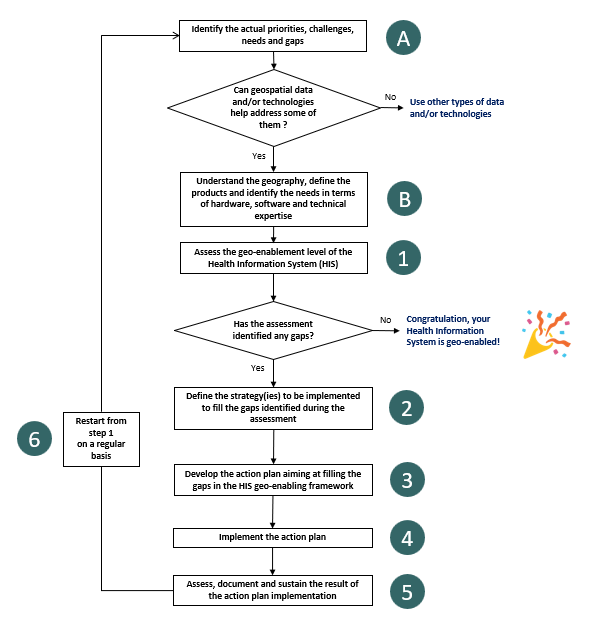 Identify the actual priorities, challenges,
needs and gaps
A
Can geospatial data
and/or technologies
help address some of
them ?
No
Use other types of data
and/or technologies
Yes
Understand the geography, define the
products and identify the needs in terms
of hardware, software and technical
expertise
B
Assess the geo-enablement level of the
Health Information System (HIS)
1
Has the assessment
identified any gaps?
No
Congratulation, your
Health Information
System is geo-enabled!
Yes
Define the strategy(ies) to be implemented
to fill the gaps identified during the
assessment
2
6
Restart from
step 1
on a regular
basis
Develop the action plan aiming at filling the
gaps in the HIS geo-enabling framework
3
Implement the action plan
4
Assess, document and sustain the result of
the action plan implementation
5